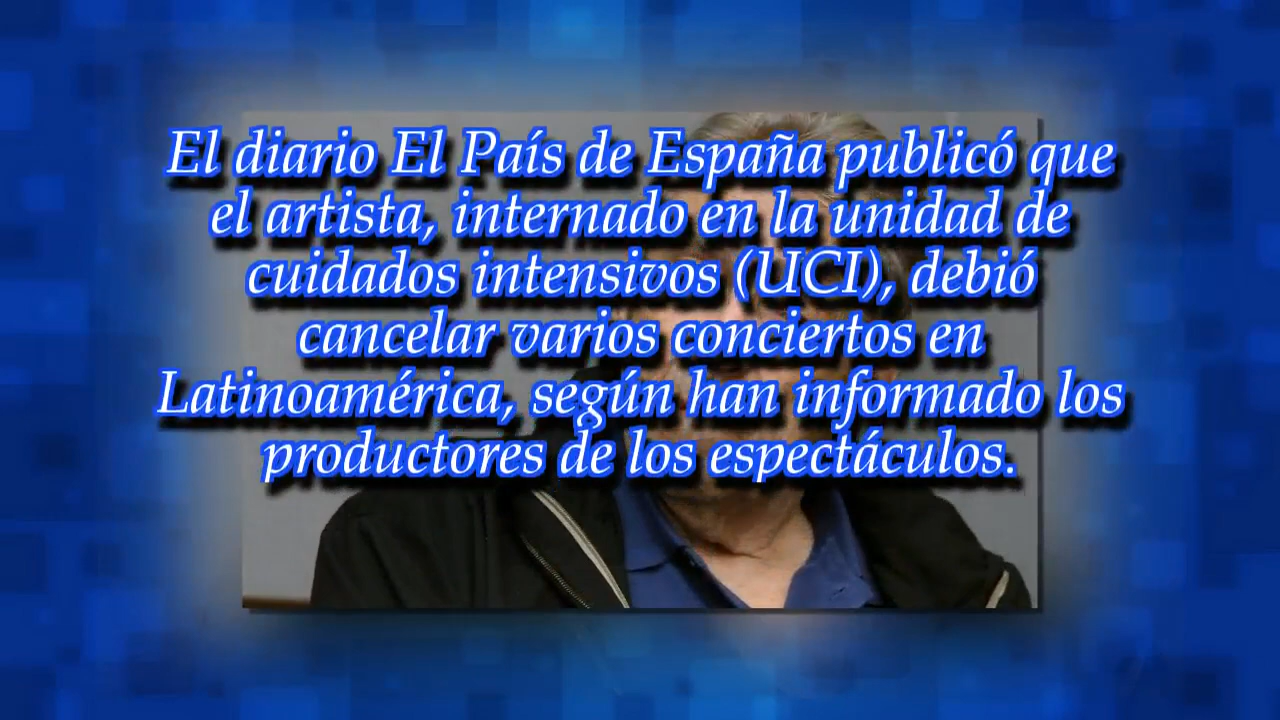 El diario El País de España publicó que
el artista, internado en la unidad de
cuidados intensivos (UCI), debió
cancelar varios conciertos en
Latinoamérica, según han informado los
productores de los espectáculos.